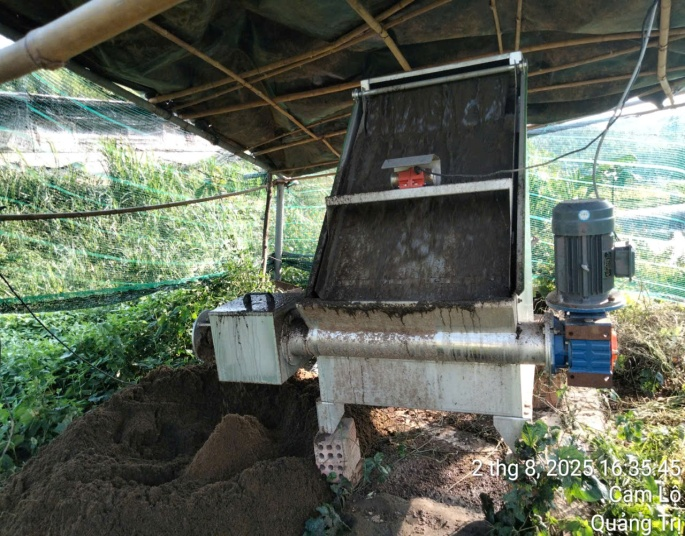 2 thg 8, 2025 16:35:45
Cam Lộ
Quảng Trị